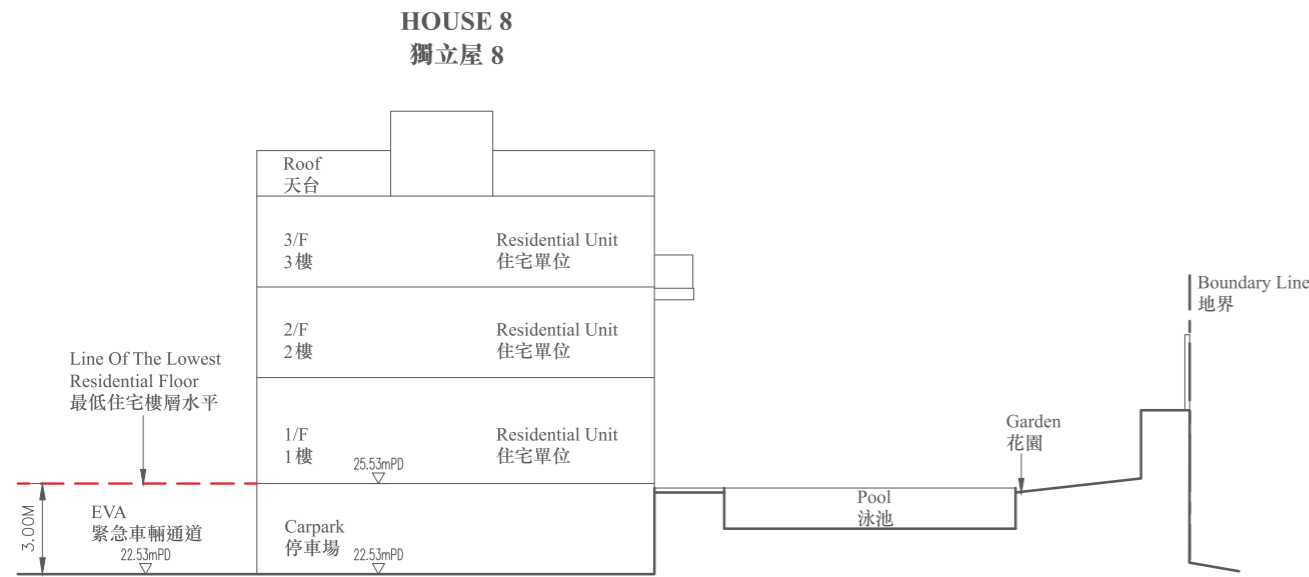 HOUSE 8
獨立屋 8
Roof
天台
3/F
3樓
Residential Unit
住宅單位
2/F
2樓
Residential Unit
住宅單位
1/F
1樓
25.53mPD
Residential Unit
住宅單位
Carpark
停車場
22.53mPD
Line Of The Lowest
Residential Floor
最低住宅樓層水平
3.00M
EVA
緊急車輛通道
22.53mPD
Pool
泳池
Garden
花園
Boundary Line
地界